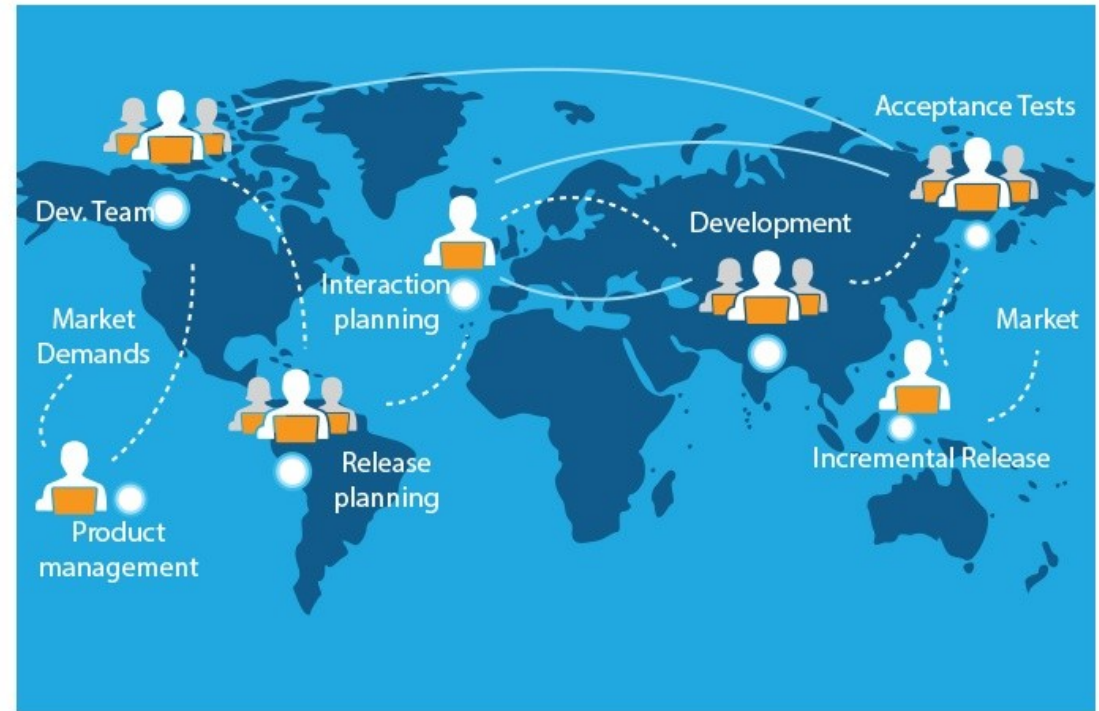 Acceptance Tests
Dev. Team
Development
Interaction
planning
Market
Demands
Market
Release
planning
Incremental Release
Product
management